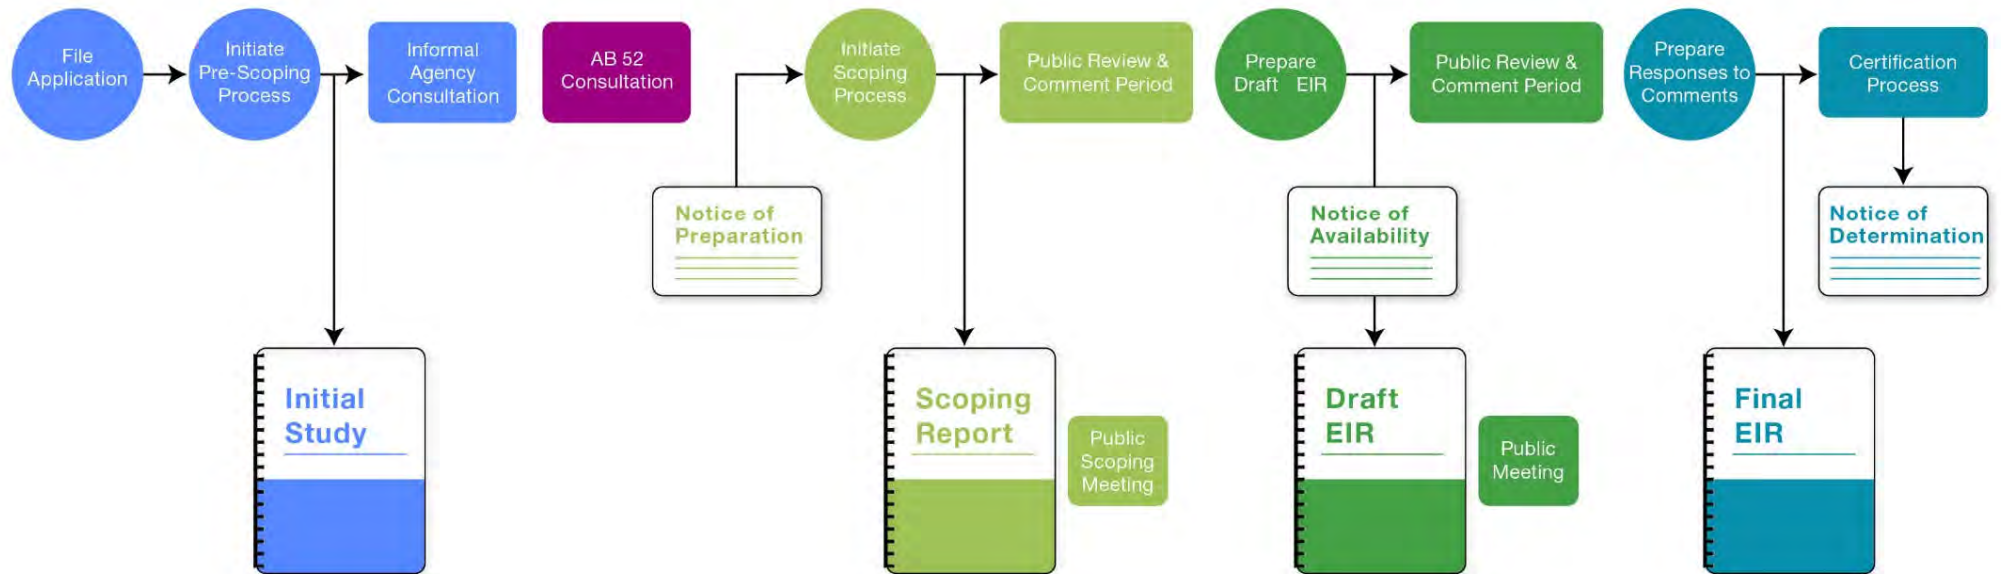 File
Application
Initiate
Pre-Scoping
Process
Informal
Agency
Consultation
AB 52
Consultation
Initiate
Scoping
Process
Public Review &
Comment Period
Prepare
Draft EIR
Public Review &
Comment Period
Prepare
Responses to
Comments
Certification
Process
Notice of
Preparation
Notice of
Availability
Notice of
Determination
Initial
Study
Scoping
Report
Public
Scoping
Meeting
Draft
EIR
Public
Meeting
Final
EIR